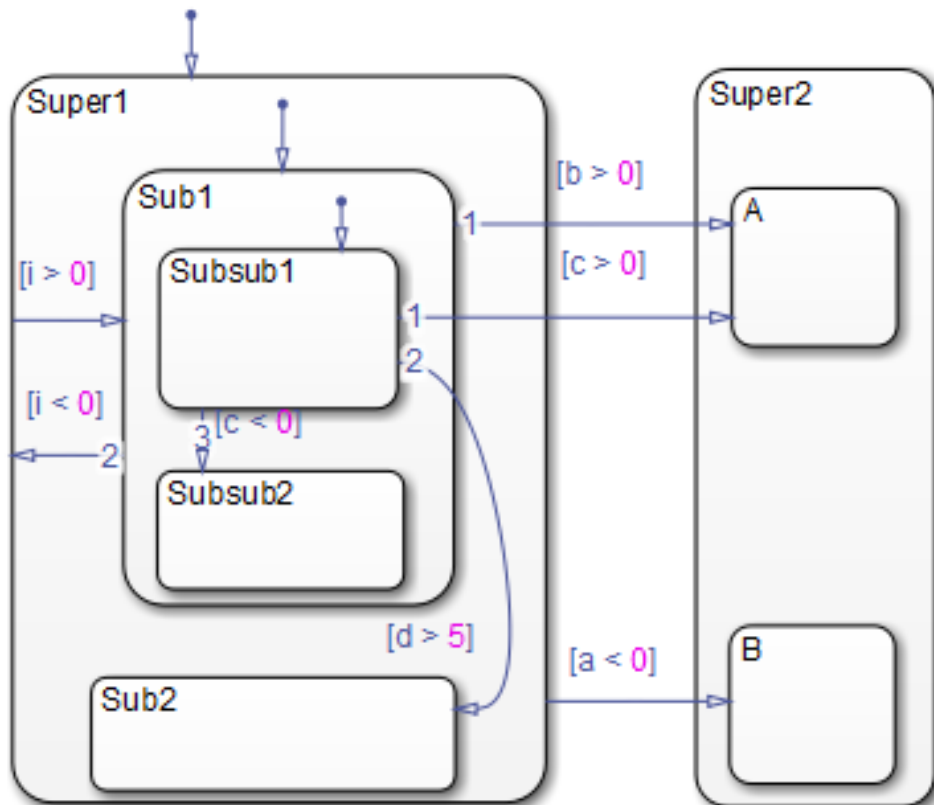 Super1
Super2
Sub1
[b > 0]
1
A
[i > 0]
Subsub1
[c > 0]
1
2
[i < 0]
3
[c < 0]
2
Subsub2
[d > 5]
[a < 0]
B
Sub2